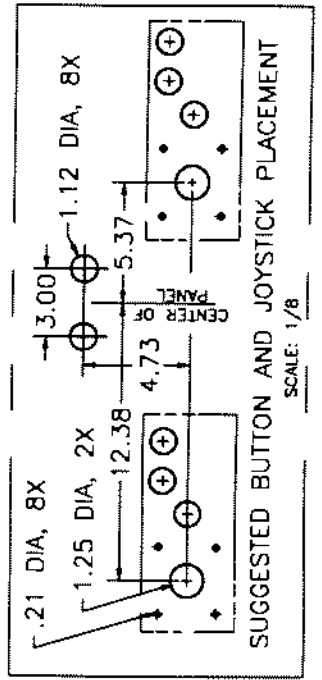 .21 DIA, 8X
1.25 DIA, 2X
3.00
1.12 DIA, 8X
12.38
4.73
5.37
CENTER OF
PANEL
SUGGESTED BUTTON AND JOYSTICK PLACEMENT
SCALE: 1/8